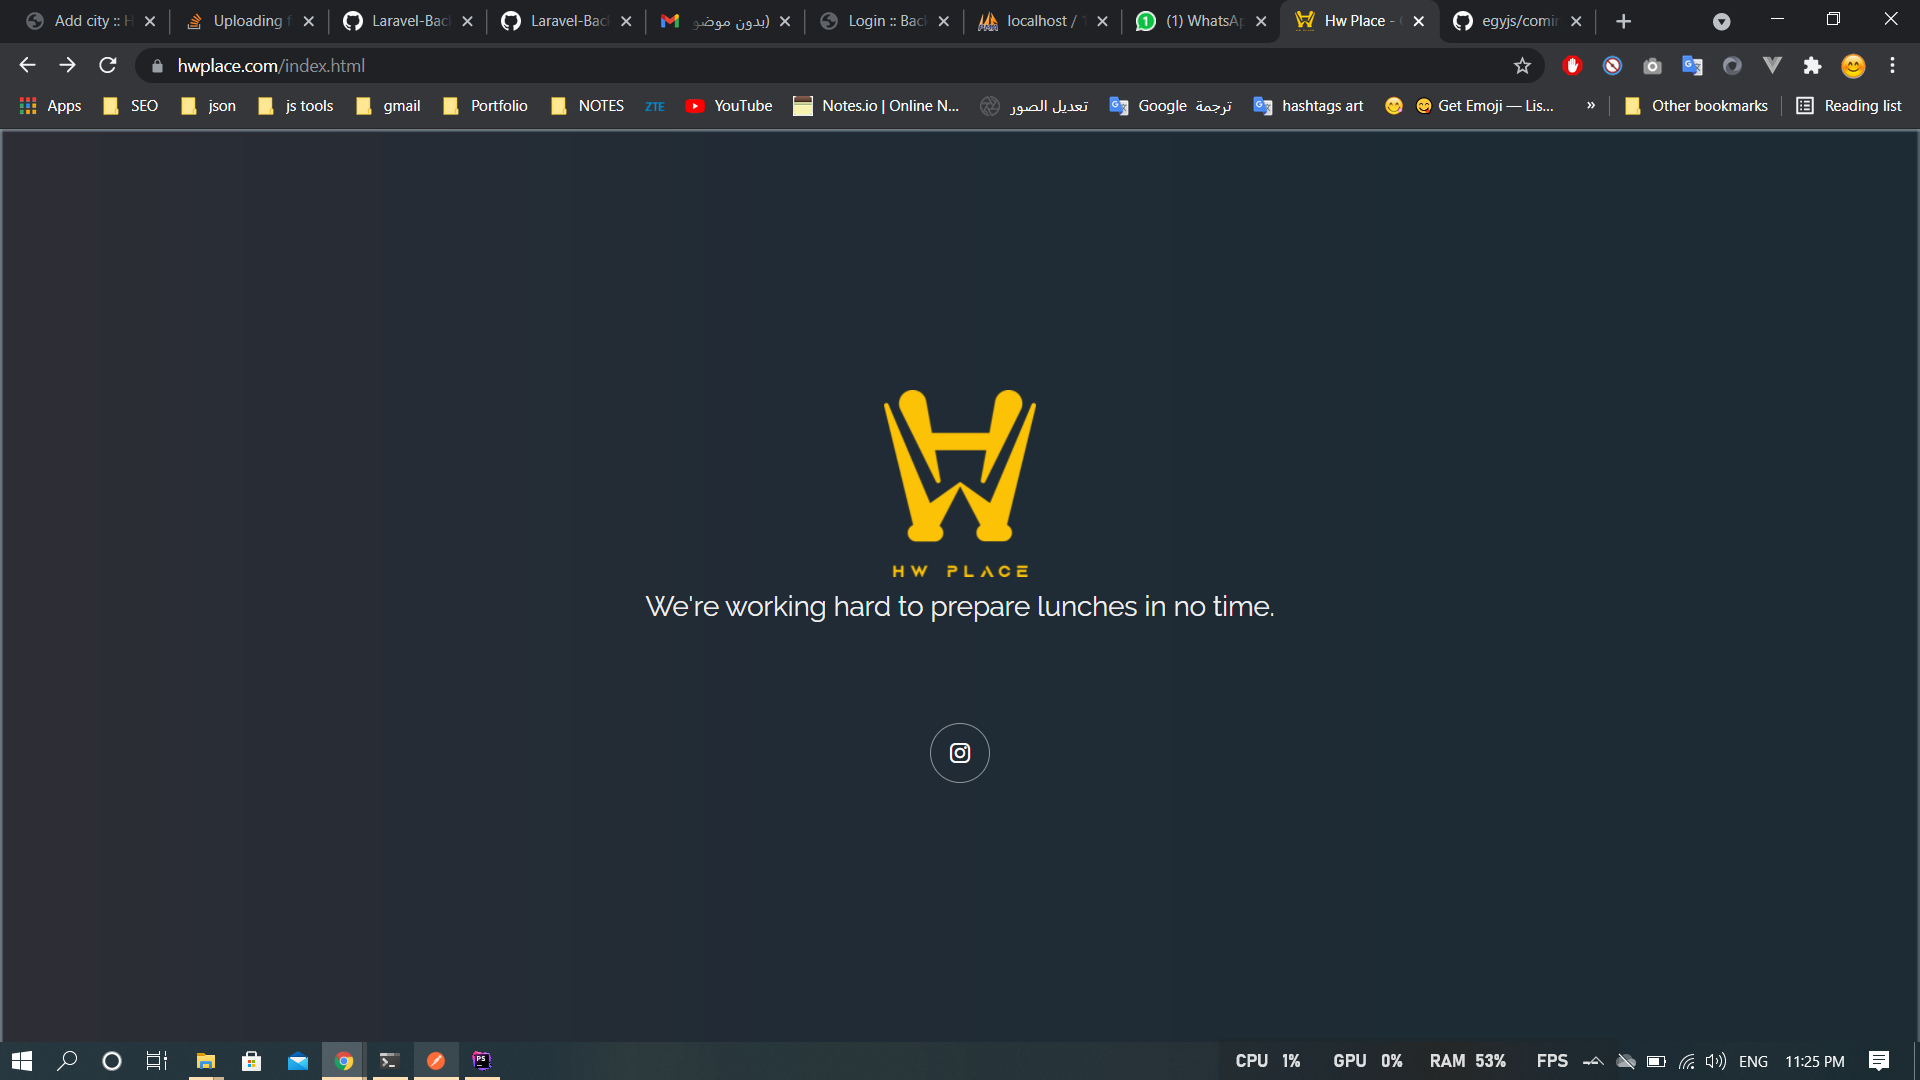 Add city :: H
Uploading f
Laravel-Bac
Laravel-Bac
(بدون موضو
Login :: Bac
localhost / 1
(1) WhatsAp
Hw Place - C
egyjs/comin
hwplace.com/index.html
Apps
SEO
json
js tools
gmail
Portfolio
NOTES
ZTE
YouTube
Notes.io | Online N...
تعديل الصور
Google ترجمة
hashtags art
Get Emoji — Lis...
»
Other bookmarks
Reading list
HW PLACE
We're working hard to prepare lunches in no time.
CPU 1%
GPU 0%
RAM 53%
FPS
ENG
11:25 PM